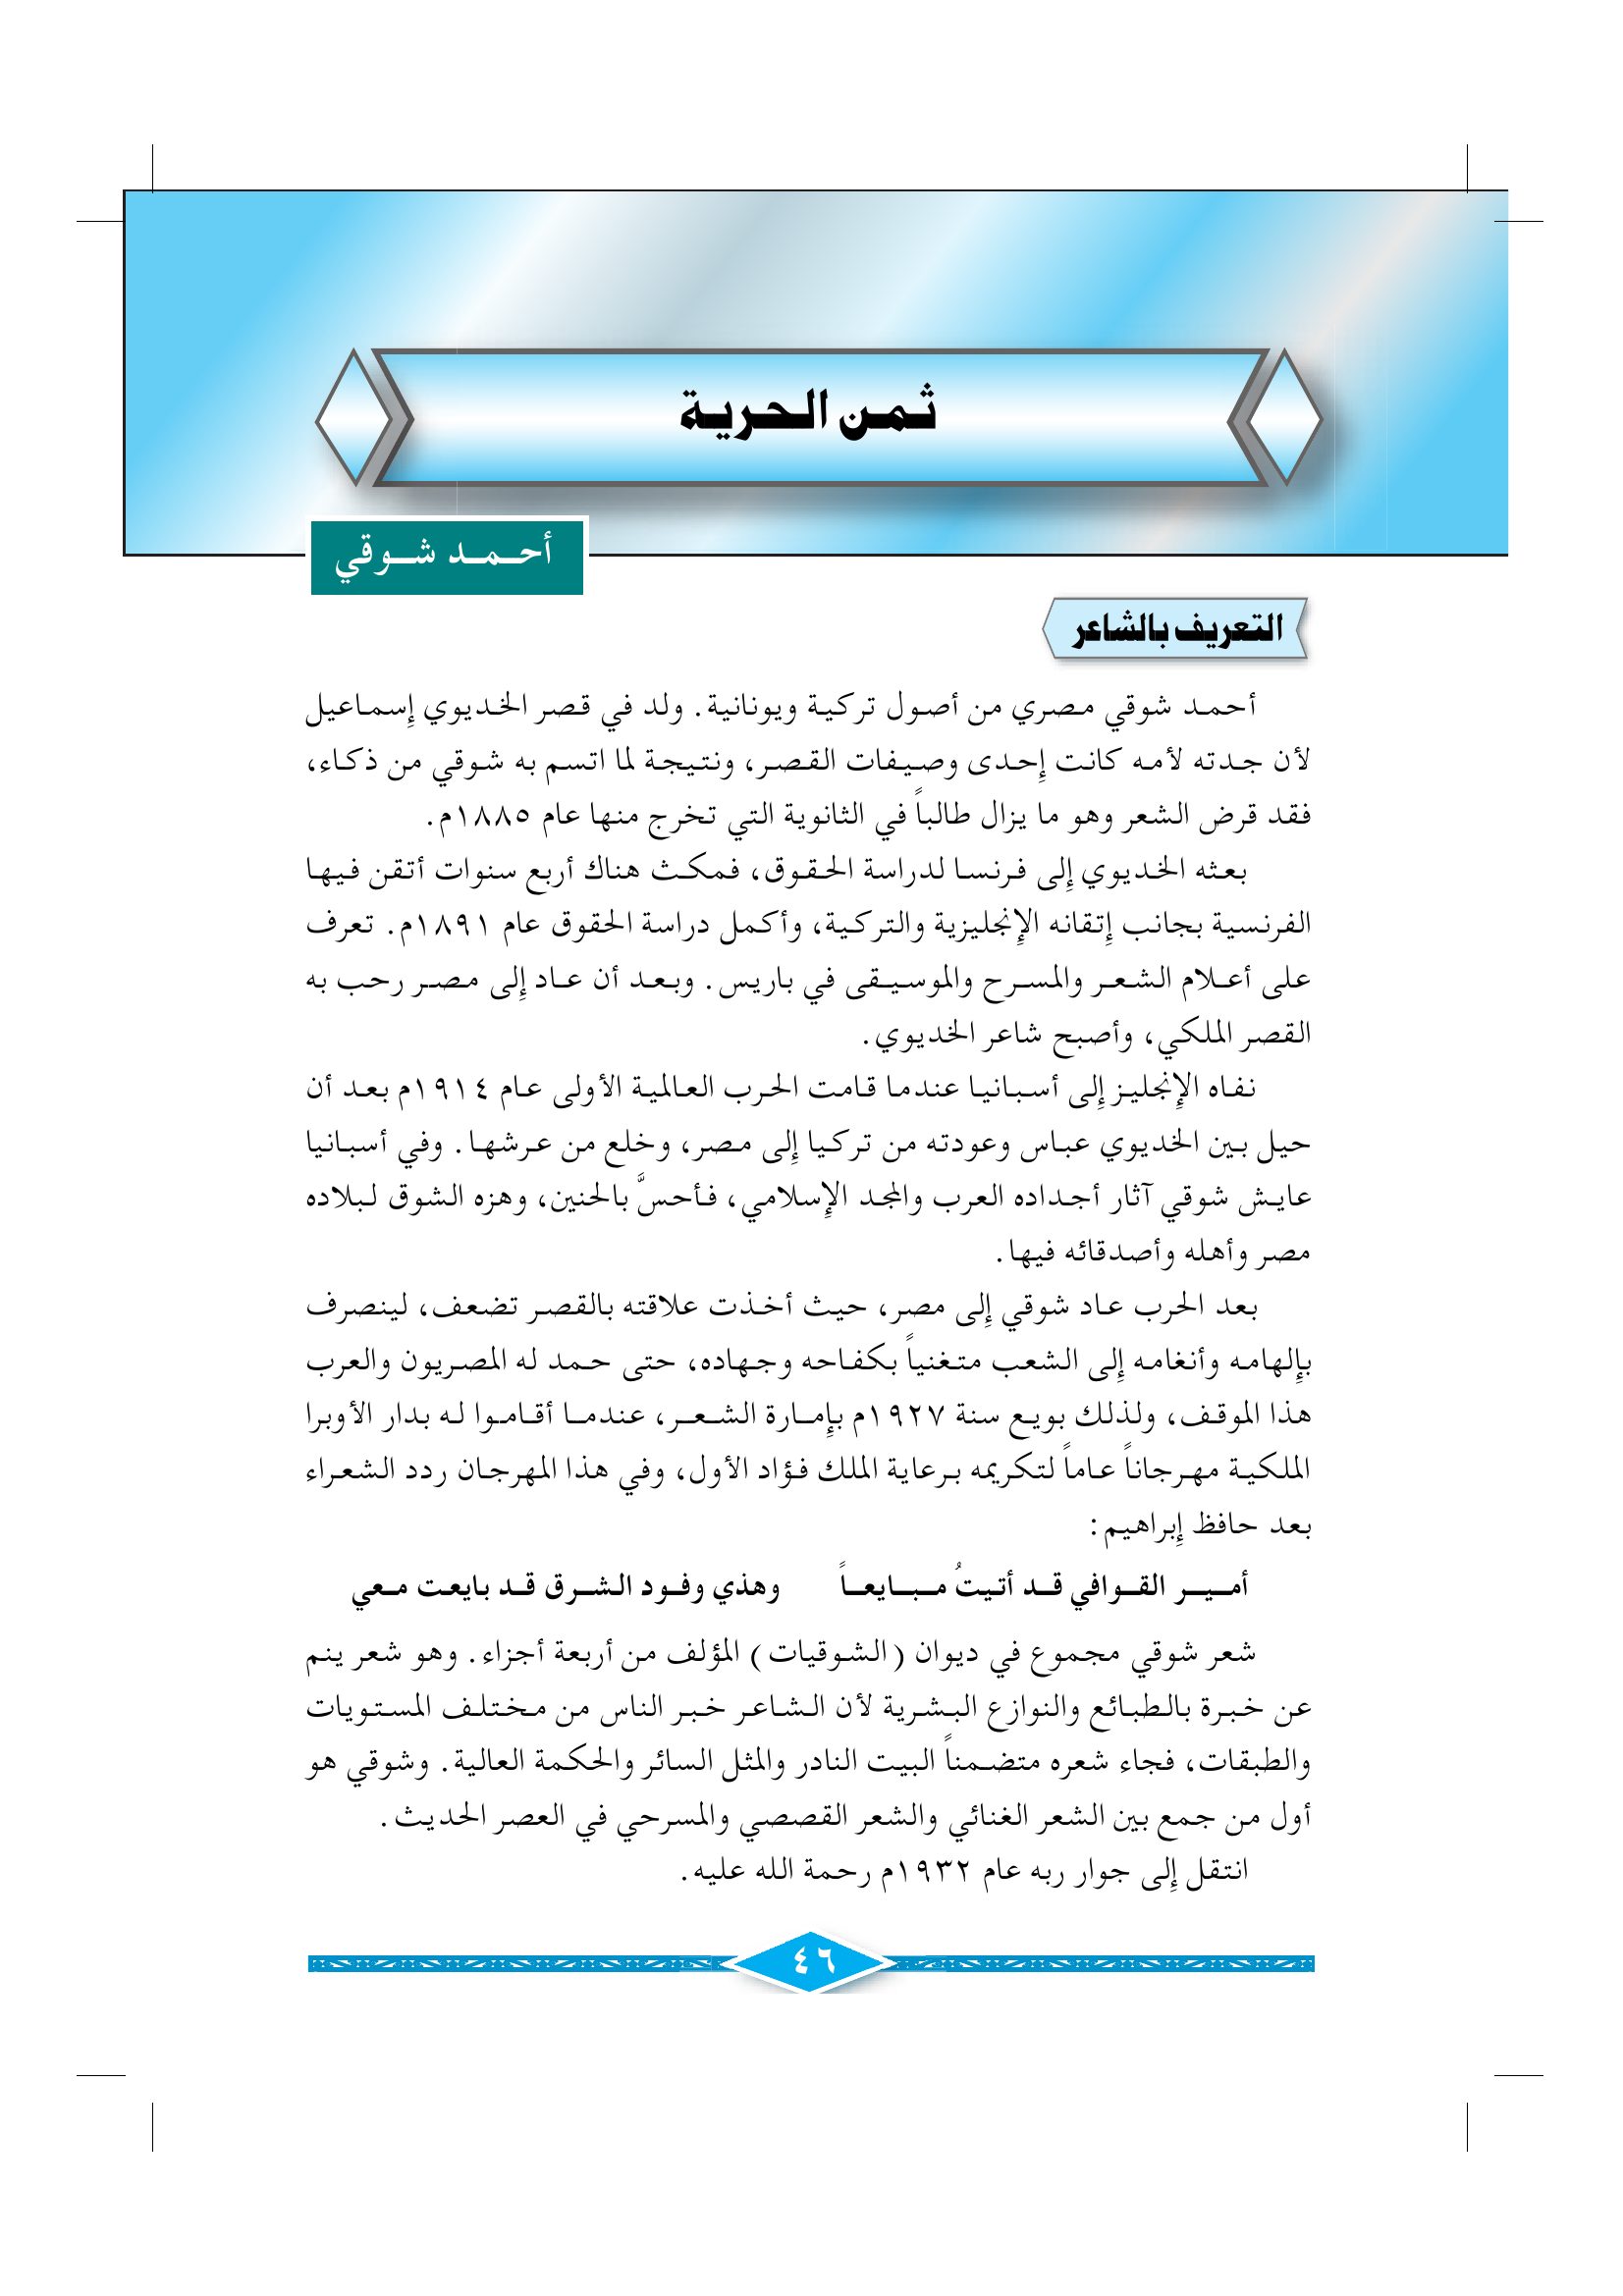 ثمن الحرية
أحمد شوقي
التعريف بالشاعر
أحمد شوقي مصري من أصول تركية ويونانية. ولد في قصر الخديوي إسماعيل
لأن جدته لأمه كانت إحدى وصيفات القصر، ونتيجة لما اتسم به شوقي من ذكاء،
فقد قرض الشعر وهو ما يزال طالباً في الثانوية التي تخرج منها عام ١٨٨٥م.
بعثه الخديوي إلى فرنسا لدراسة الحقوق، فمكث هناك أربع سنوات أتقن فيها
الفرنسية بجانب إتقانه الإنجليزية والتركية، وأكمل دراسة الحقوق عام ١٨٩١م. تعرف
على أعلام الشعر والمسرح والموسيقى في باريس. وبعد أن عاد إلى مصر رحب به
القصر الملكي، وأصبح شاعر الخديوي.
نفاه الإنجليز إلى أسبانيا عندما قامت الحرب العالمية الأولى عام ١٩١٤م بعد أن
حيل بين الخديوي عباس وعودته من تركيا إلى مصر، وخلع من عرشها. وفي أسبانيا
عايش شوقي آثار أجداده العرب والمجد الإسلامي، فأحسَّ بالحنين، وهزه الشوق لبلاده
مصر وأهله وأصدقائه فيها.
بعد الحرب عاد شوقي إلى مصر، حيث أخذت علاقته بالقصر تضعف، لينصرف
بإلهامه وأنغامه إلى الشعب متغنياً بكفاحه وجهاده، حتى حمد له المصريون والعرب
هذا الموقف، ولذلك بويع سنة ١٩٢٧م بإمارة الشعر، عندما أقاموا له بدار الأوبرا
الملكية مهرجاناً عاماً لتكريمه برعاية الملك فؤاد الأول، وفي هذا المهرجان ردد الشعراء
بعد حافظ إبراهيم:
أمير القوافي قد أتيتُ مبايعاً وهذي وفود الشرق قد بايعت معي
شعر شوقي مجموع في ديوان (الشوقيات) المؤلف من أربعة أجزاء. وهو شعر ينم
عن خبرة بالطبائع والنوازع البشرية لأن الشاعر خبر الناس من مختلف المستويات
والطبقات، فجاء شعره متضمناً البيت النادر والمثل السائر والحكمة العالية. وشوقي هو
أول من جمع بين الشعر الغنائي والشعر القصصي والمسرحي في العصر الحديث.
انتقل إلى جوار ربه عام ١٩٣٢م رحمة الله عليه.
٤٦